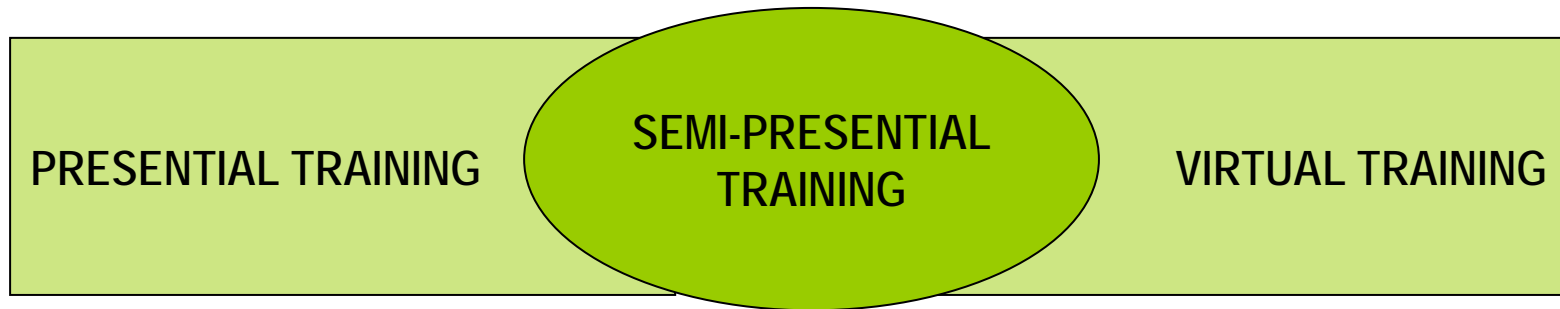 PRESENTIAL TRAINING
SEMI-PRESENTIAL
TRAINING
VIRTUAL TRAINING